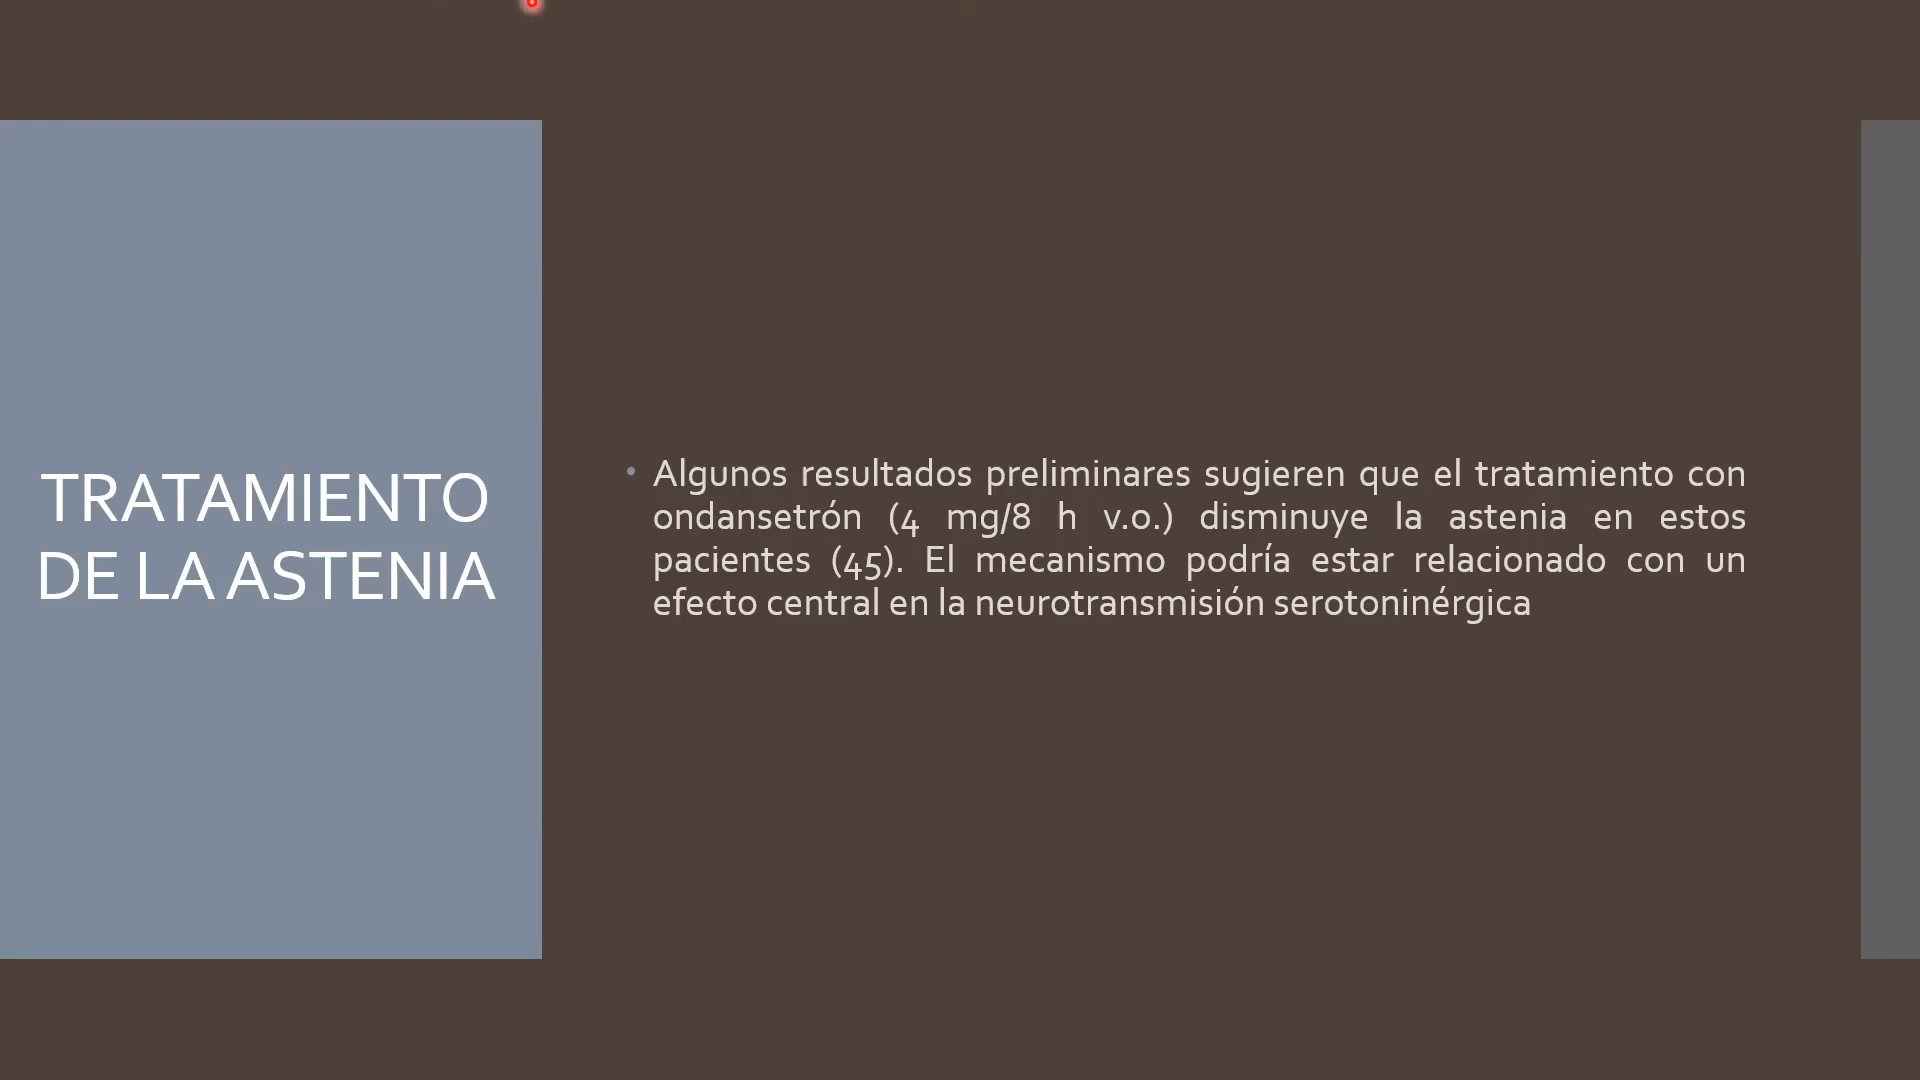 TRATAMIENTO
DE LA ASTENIA
• Algunos resultados preliminares sugieren que el tratamiento con
ondansetrón (4 mg/8 h v.o.) disminuye la astenia en estos
pacientes (45). El mecanismo podría estar relacionado con un
efecto central en la neurotransmisión serotoninérgica